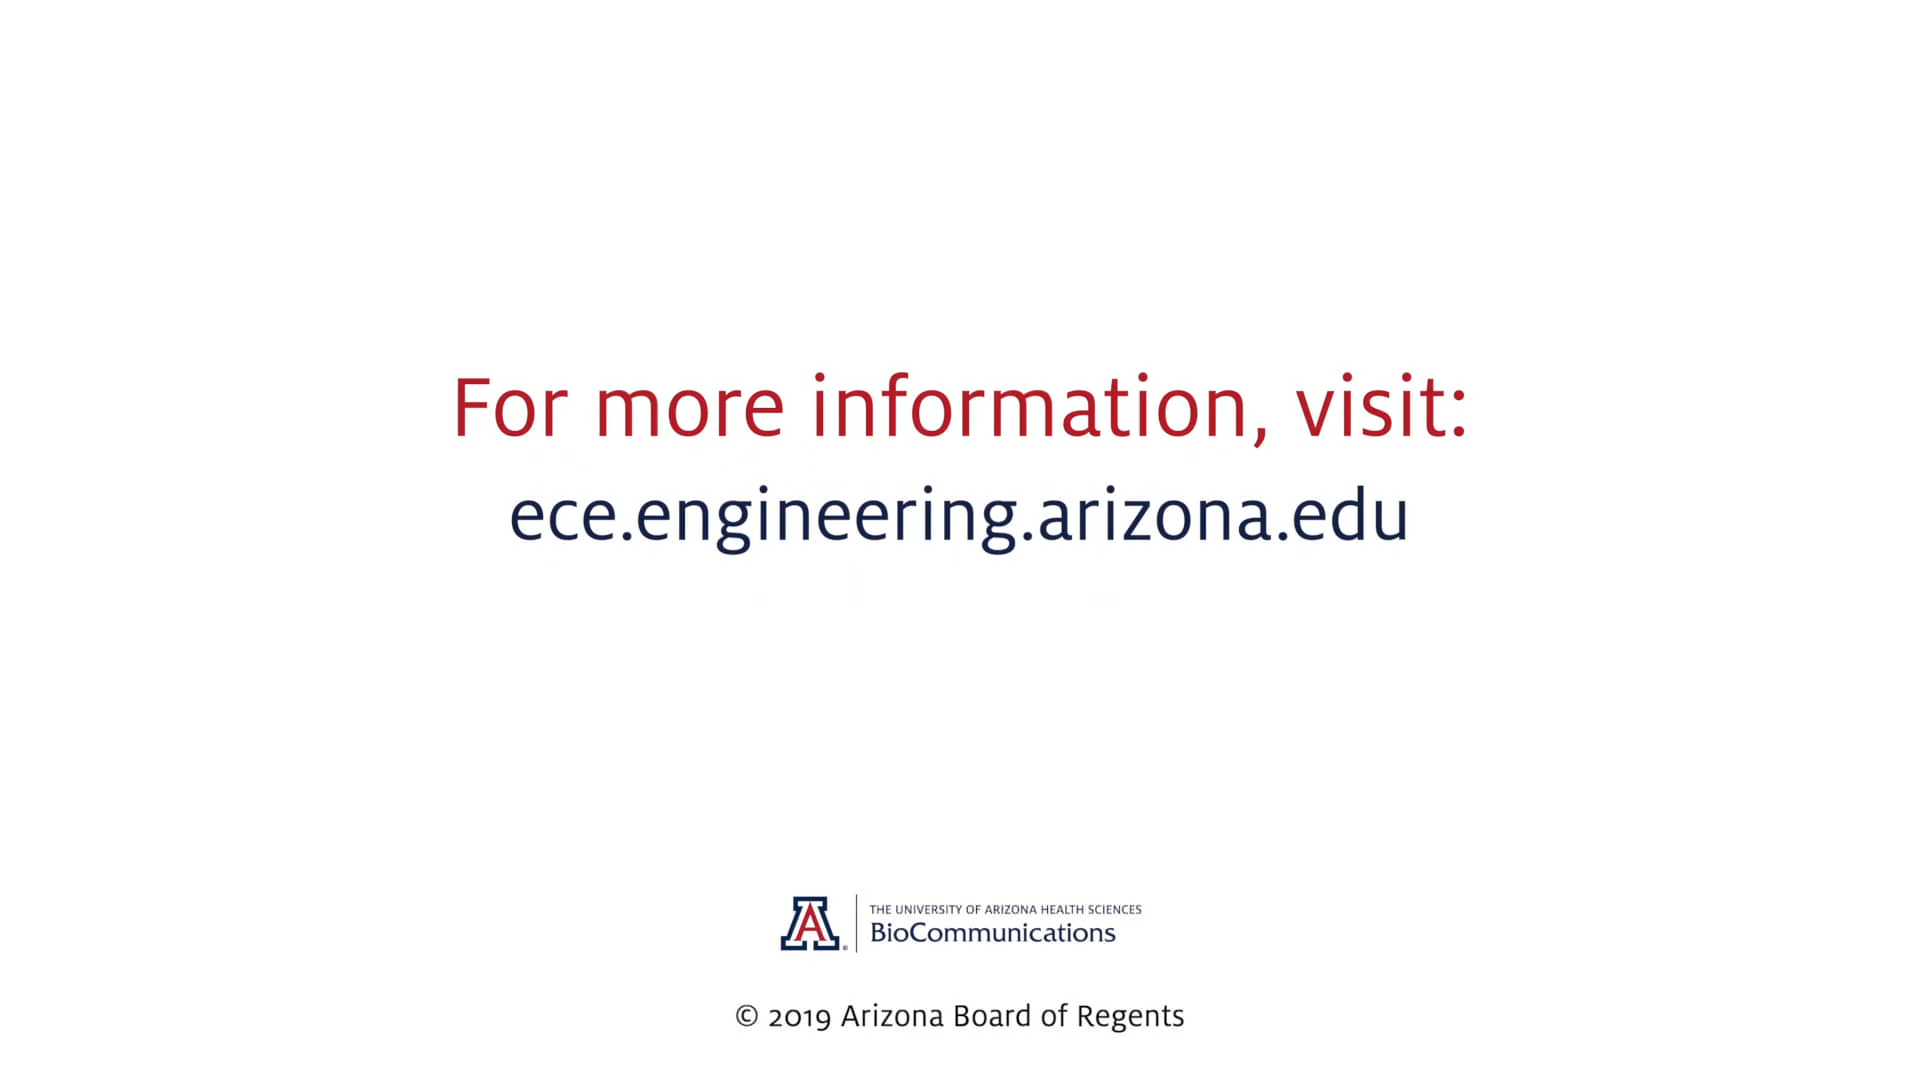 For more information, visit:
ece.engineering.arizona.edu
A
THE UNIVERSITY OF ARIZONA HEALTH SCIENCES
BioCommunications
© 2019 Arizona Board of Regents